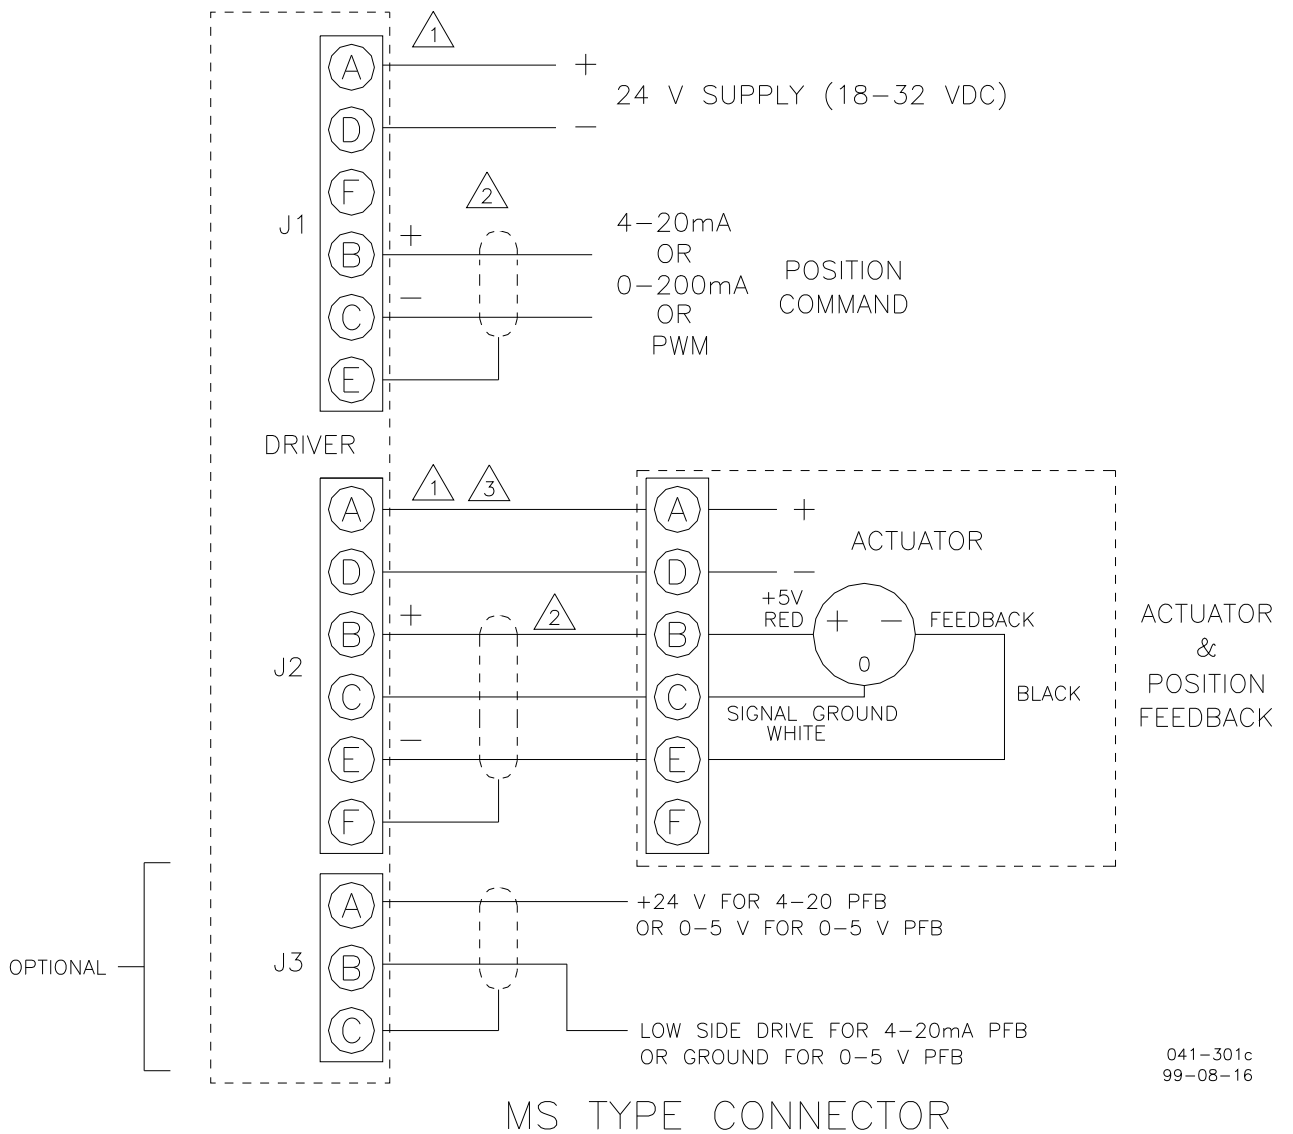 1
A
+
24 V SUPPLY (18-32 VDC)
D
-
F
2
J1
4-20mA
+
B
OR
POSITION
0-200mA
-
COMMAND
C
OR
PWM
E
DRIVER
1 3
A
A
+
ACTUATOR
D
D
-
+5V
2
+
RED
+ -
FEEDBACK
ACTUATOR
B
B
&
0
J2
POSITION
C
C
BLACK
SIGNAL GROUND
FEEDBACK
WHITE
-
E
E
F
F
A
+24 V FOR 4-20 PFB
OR 0-5 V FOR 0-5 V PFB
OPTIONAL
J3
B
C
LOW SIDE DRIVE FOR 4-20mA PFB
OR GROUND FOR 0-5 V PFB
041-301c
99-08-16
MS TYPE CONNECTOR